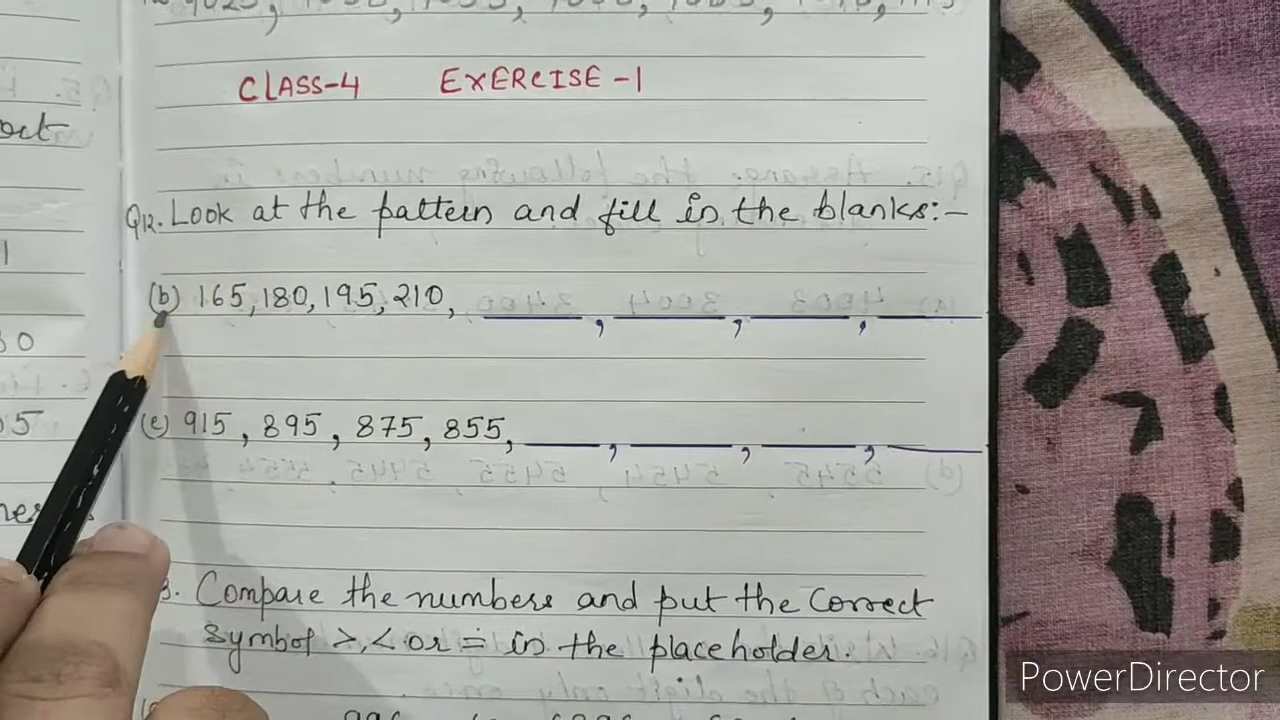 CLASS-4 EXERCISE-1
Q12. Look at the pattern and fill in the blanks:-
(b) 165, 180, 195, 210, ____, ____, ____, ____
(c) 915, 895, 875, 855, ____, ____, ____, ____
3. Compare the numbers and put the correct
symbol >, < or = in the placeholder.
PowerDirector